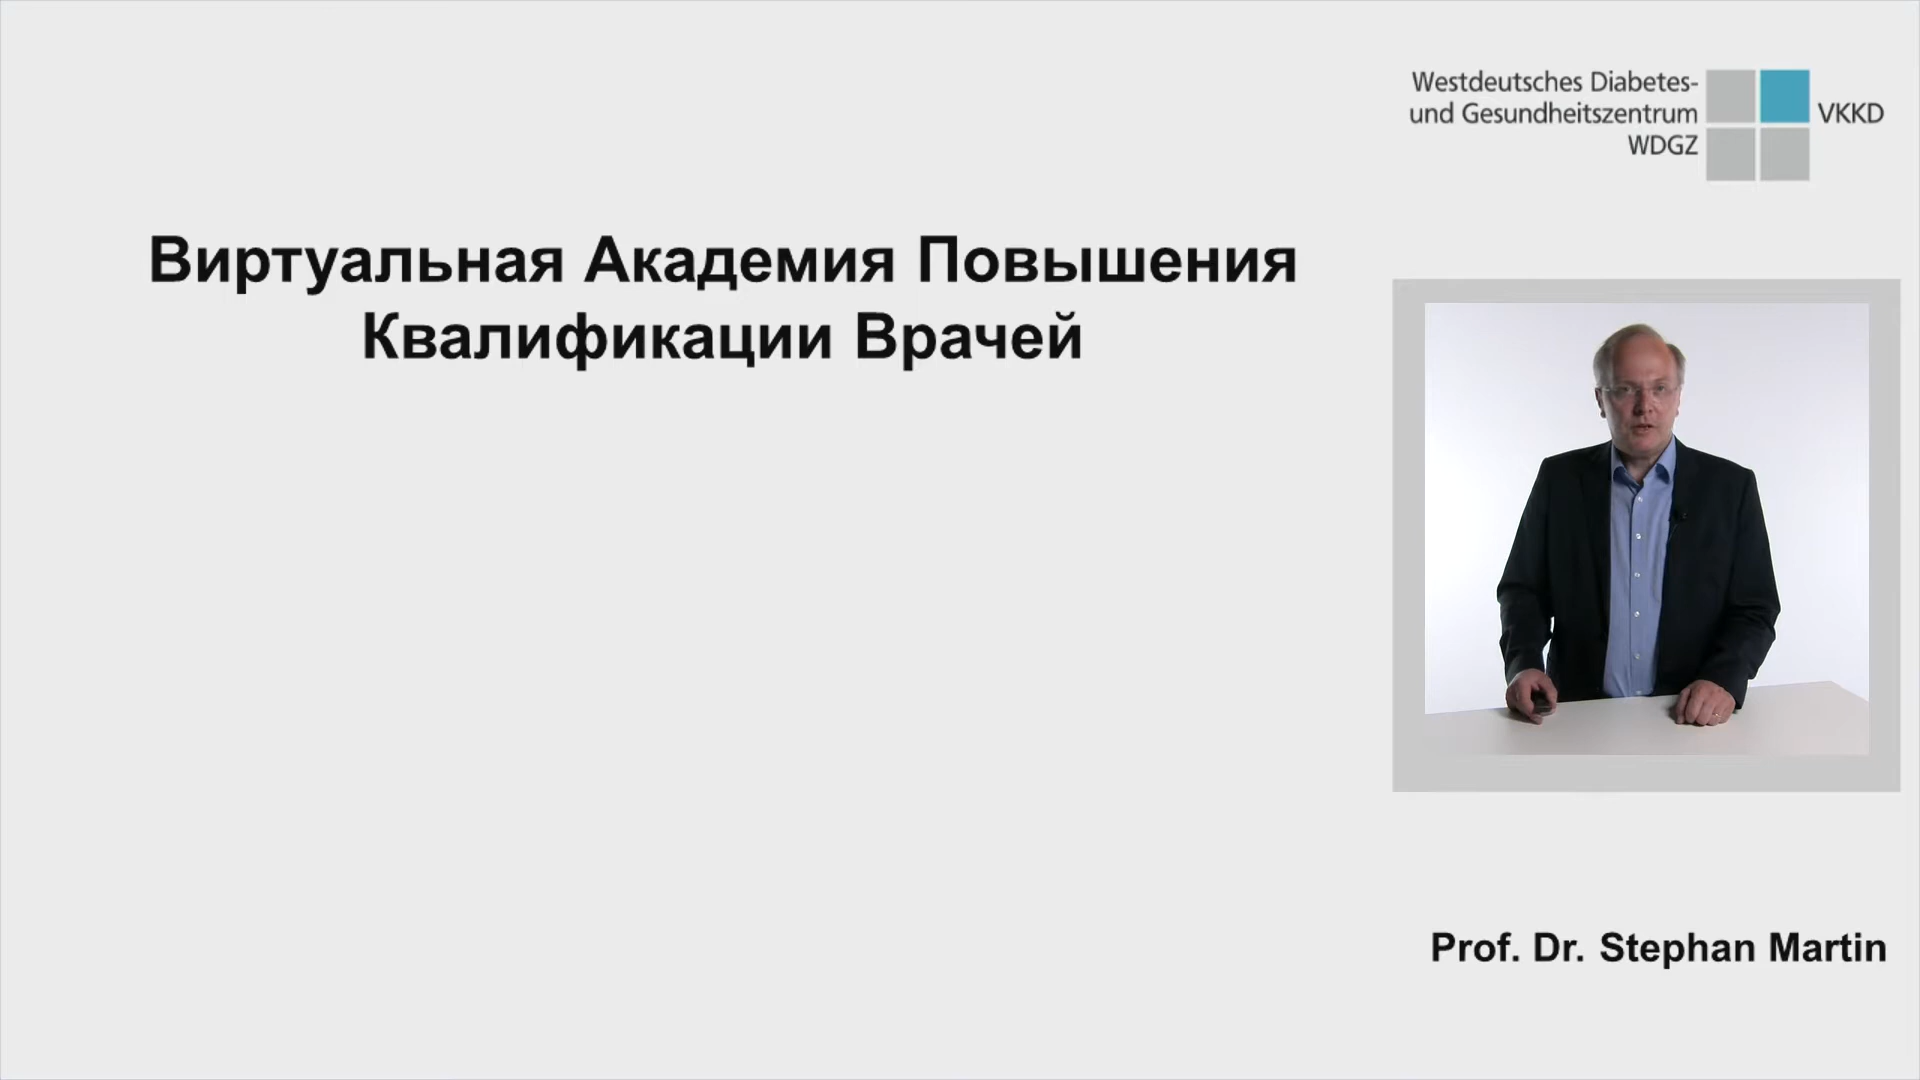 Westdeutsches Diabetes-
und Gesundheitszentrum
WDGZ
VKKD
Виртуальная Академия Повышения
Квалификации Врачей
Prof. Dr. Stephan Martin